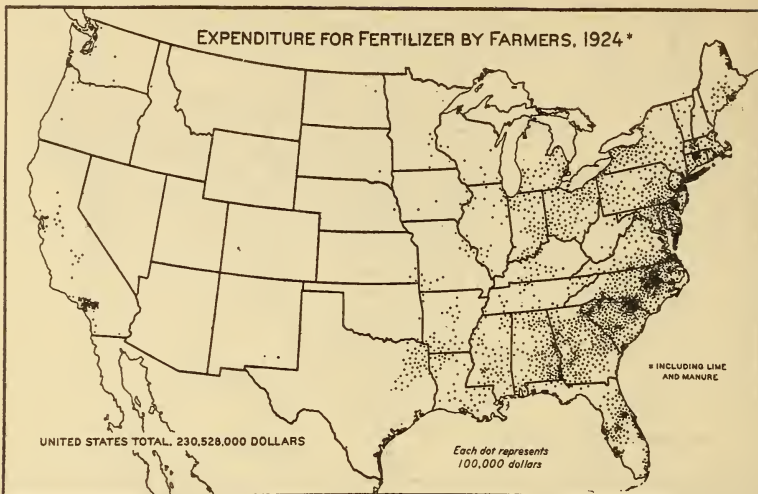 EXPENDITURE FOR FERTILIZER BY FARMERS, 1924*
* INCLUDING LIME
AND MANURE
UNITED STATES TOTAL, 230,528,000 DOLLARS
Each dot represents
100,000 dollars